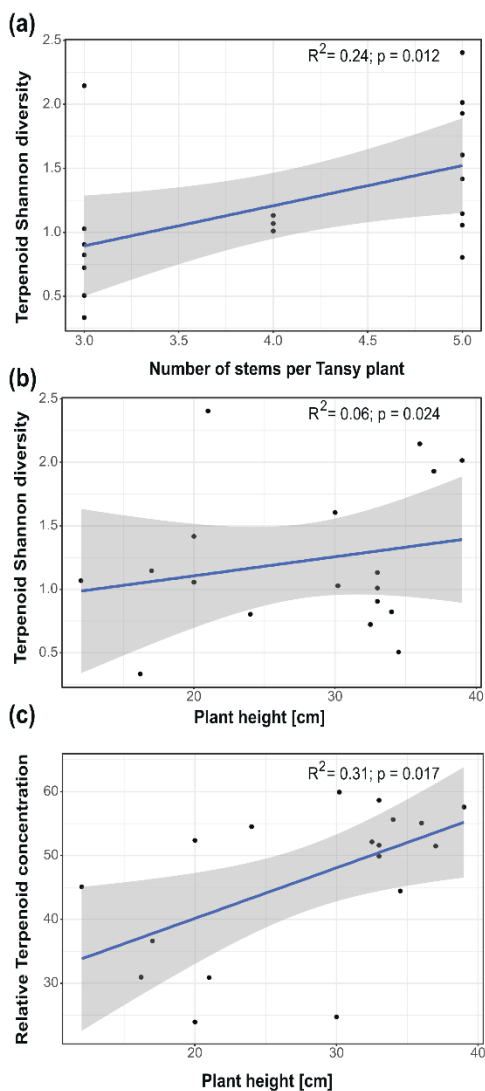 (a)
R²= 0.24; p = 0.012
Terpenoid Shannon diversity
2.5
2.0
1.5
1.0
0.5
3.0 3.5 4.0 4.5 5.0
Number of stems per Tansy plant
(b)
R²= 0.06; p = 0.024
Terpenoid Shannon diversity
2.5
2.0
1.5
1.0
0.5
20 30 40
Plant height [cm]
(c)
R²= 0.31; p = 0.017
Relative Terpenoid concentration
60
50
40
30
20 30 40
Plant height [cm]